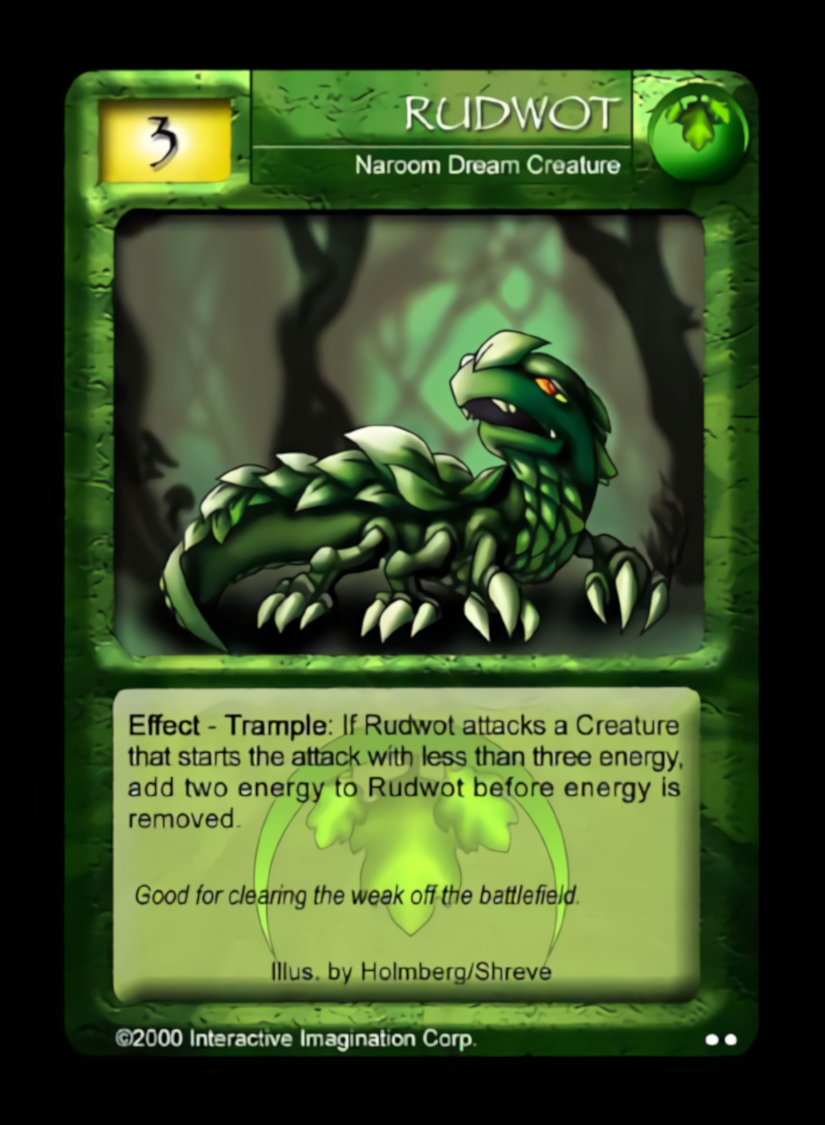 3
RUDWOT
Naroom Dream Creature
Effect - Trample: If Rudwot attacks a Creature
that starts the attack with less than three energy,
add two energy to Rudwot before energy is
removed.
Good for clearing the weak off the battlefield.
Illus. by Holmberg/Shreve
©2000 Interactive Imagination Corp.